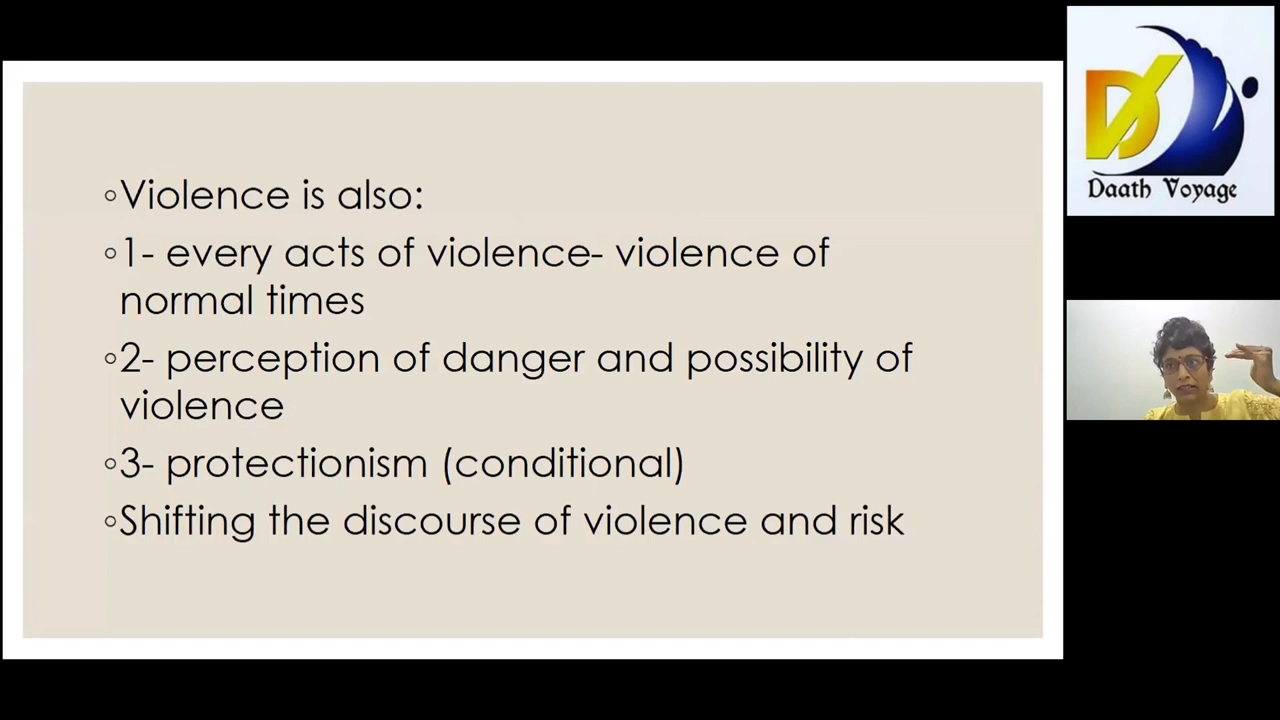 ◦Violence is also:
◦1- every acts of violence- violence of
normal times
◦2- perception of danger and possibility of
violence
◦3- protectionism (conditional)
◦Shifting the discourse of violence and risk
DV
Daath Voyage